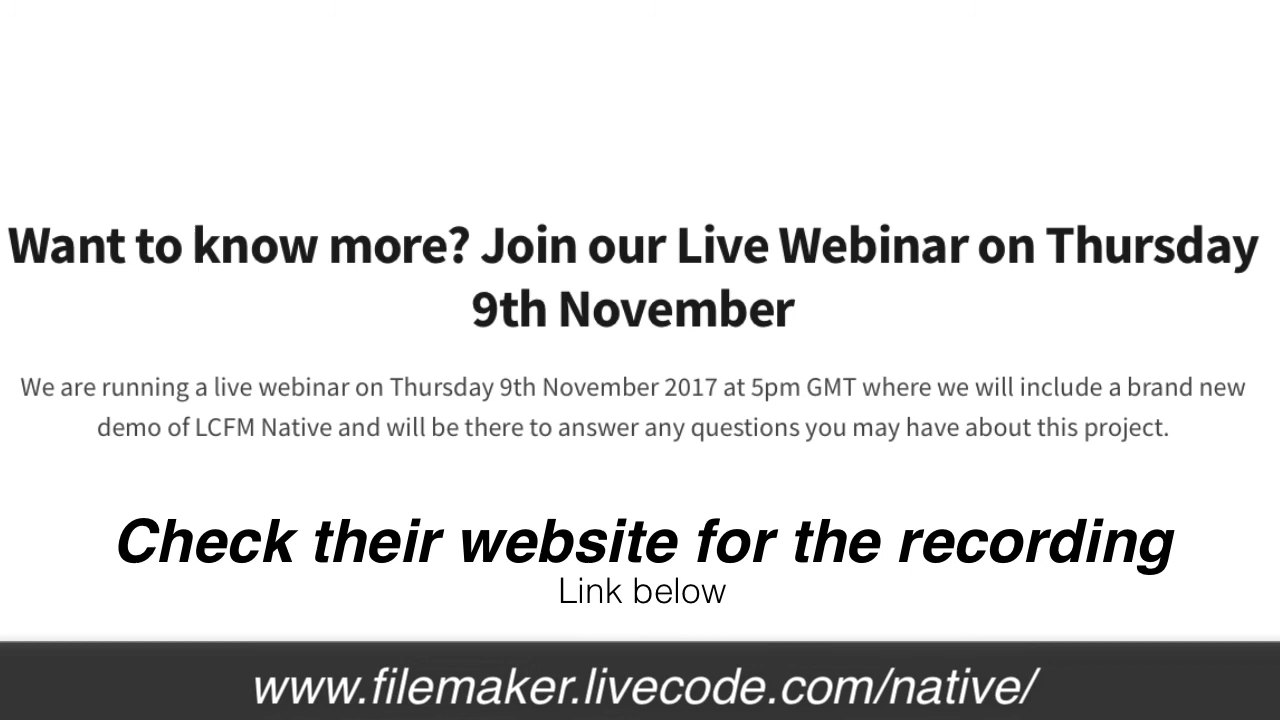 Want to know more? Join our Live Webinar on Thursday
9th November
We are running a live webinar on Thursday 9th November 2017 at 5pm GMT where we will include a brand new
demo of LCFM Native and will be there to answer any questions you may have about this project.
Check their website for the recording
Link below
www.filemaker.livecode.com/native/